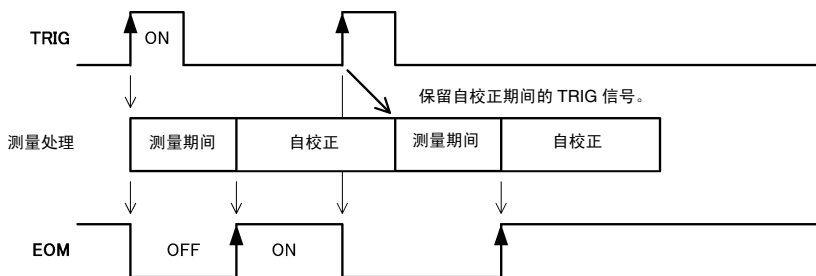 TRIG
ON
保留自校正期间的 TRIG 信号。
测量处理
测量期间
自校正
测量期间
自校正
EOM
OFF
ON